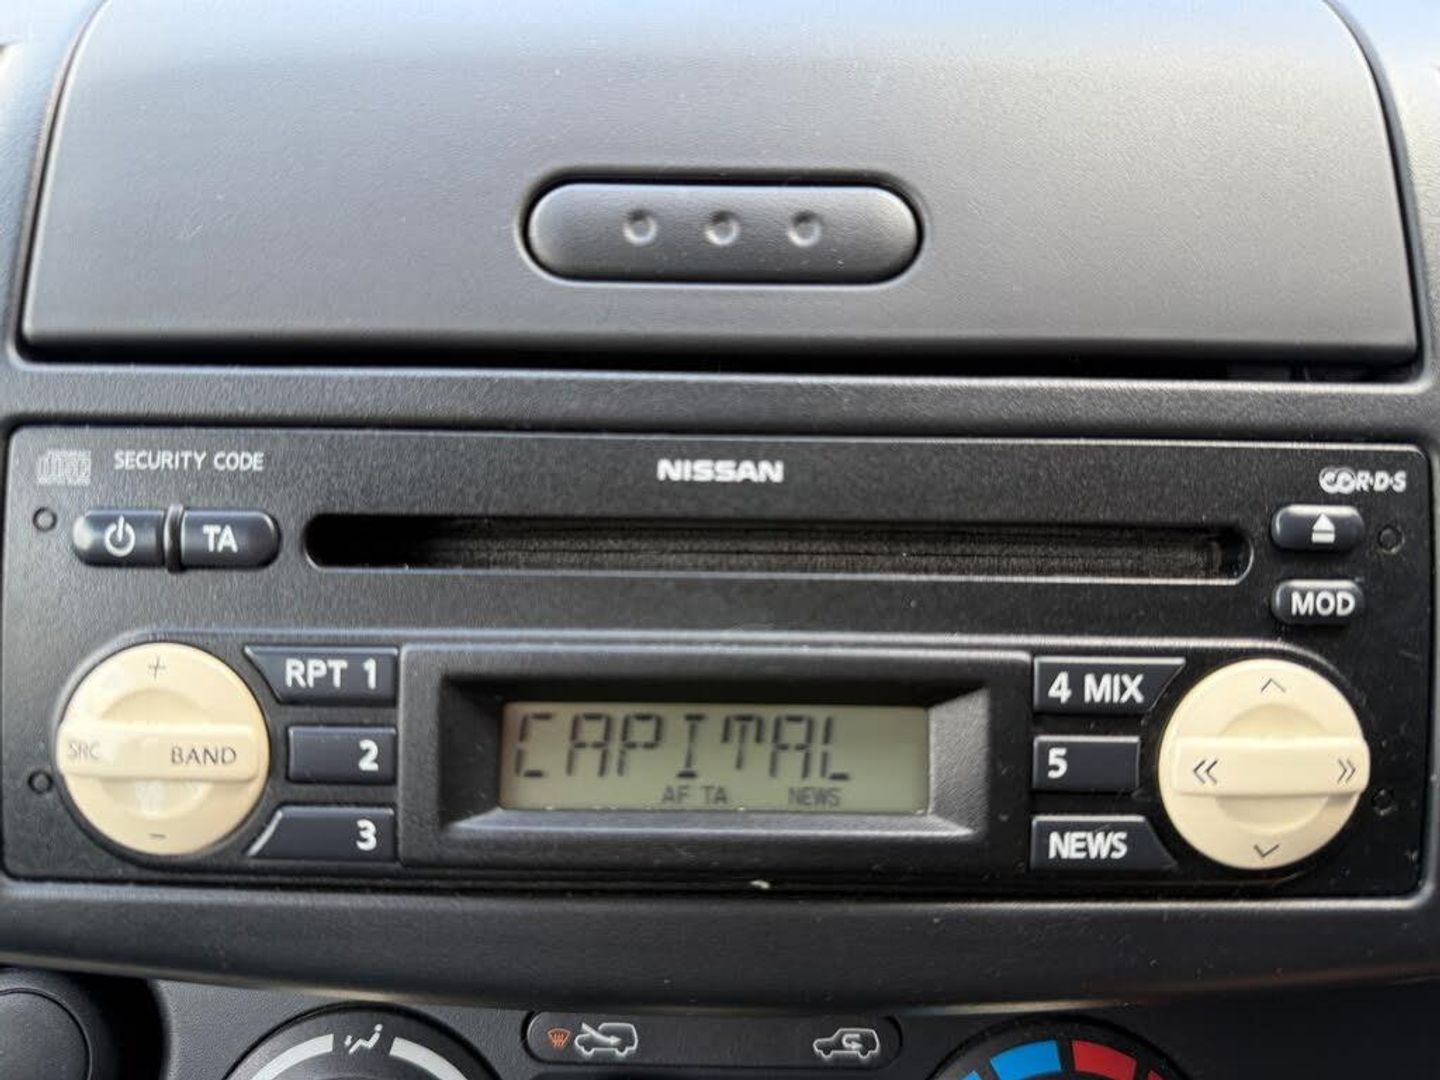 SECURITY CODE
NISSAN
R·D·S
TA
MOD
RPT 1
2
3
SRC BAND
+
-
CAPITAL
AF TA NEWS
4 MIX
5
NEWS